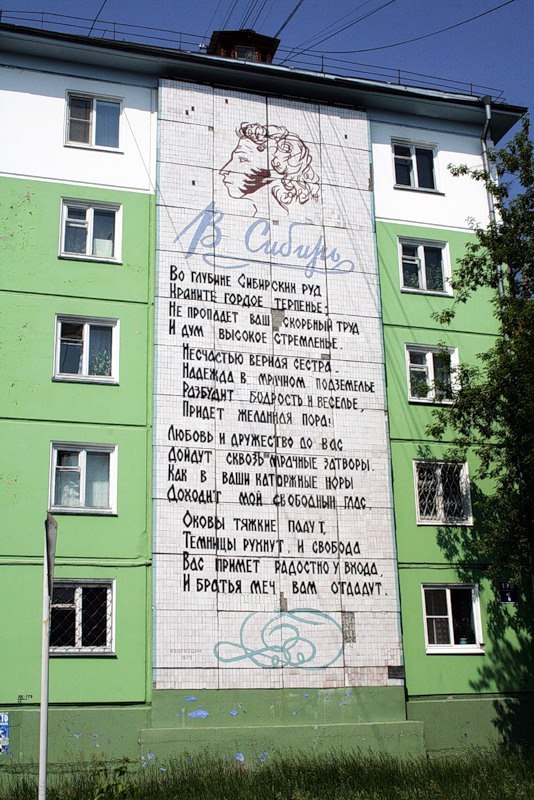 В Сибирь
Во глубине Сибирский руд
Храните гордое терпенье.
Не пропадет ваш скорбный труд
И дум высокое стремленье.
Несчастью верная сестра.
Надежда в мрачном подземелье
Разбудит бодрость и веселье,
Придет желанная пора!
Любовь и дружество до вас
Дойдут сквозь мрачные затворы.
Как в ваши каторжные норы
Доходит мой свободный глас.
Оковы тяжкие падут,
Темницы рухнут, и свобода
Вас примет радостно у входа,
И братья меч вам отдадут.